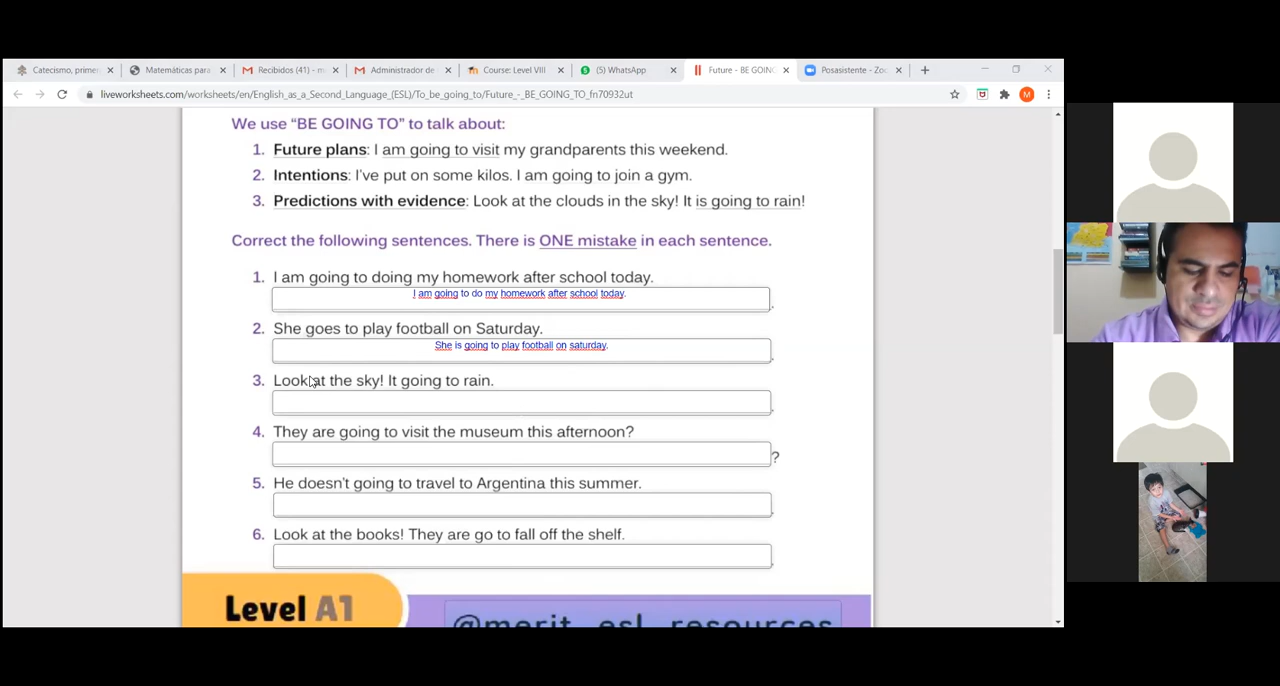 Catecismo, prime
Matemáticas para
Recibidos (41) - m
Administrador de
Course: Level VIII
(5) WhatsApp
Future - BE GOING
Posasistente - Zoo
liveworksheets.com/worksheets/en/English_as_a_Second_Language_(ESL)/To_be_going_to/Future_-_BE_GOING_TO_fn70932ut
M
We use “BE GOING TO” to talk about:
1. Future plans: I am going to visit my grandparents this weekend.
2. Intentions: I've put on some kilos. I am going to join a gym.
3. Predictions with evidence: Look at the clouds in the sky! It is going to rain!
Correct the following sentences. There is ONE mistake in each sentence.
1. I am going to doing my homework after school today.
I am going to do my homework after school today.
.
2. She goes to play football on Saturday.
She is going to play football on saturday.
.
3. Look at the sky! It going to rain.
.
4. They are going to visit the museum this afternoon?
?
5. He doesn't going to travel to Argentina this summer.
.
6. Look at the books! They are go to fall off the shelf.
.
Level A1
@merit_esl_resources